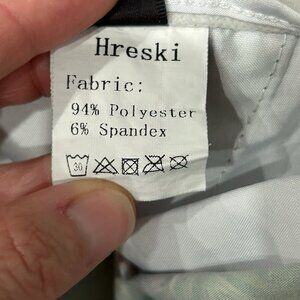 Hreski
Fabric:
94% Polyester
6% Spandex
30